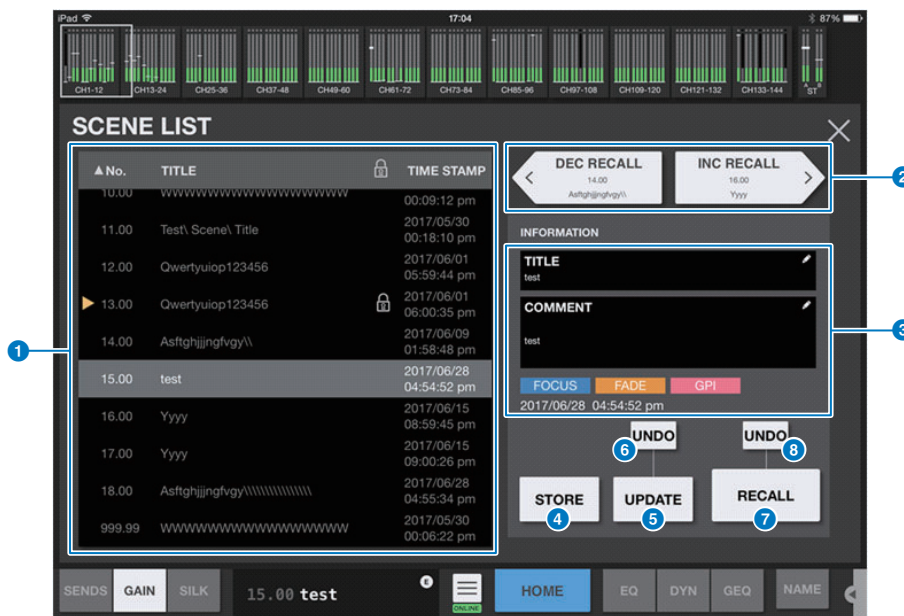 iPad 17:04 87%
CH1-12 CH13-24 CH25-36 CH37-48 CH49-60 CH61-72 CH73-84 CH85-96 CH97-108 CH109-120 CH121-132 CH133-144 A ST B
SCENE LIST
No. TITLE TIME STAMP
10.00 WWWWWWWWWWWWWWWW 00:09:12 pm
11.00 Test\ Scene\ Title 2017/05/30 00:18:10 pm
12.00 Qwertyuiop123456 2017/06/01 05:59:44 pm
13.00 Qwertyuiop123456 2017/06/01 06:00:35 pm
14.00 Asftghjjjngfvgy\\ 2017/06/09 01:58:48 pm
15.00 test 2017/06/28 04:54:52 pm
16.00 Yyyy 2017/06/15 08:59:45 pm
17.00 Yyyy 2017/06/15 09:00:26 pm
18.00 Asftghjjjngfvgy\\\\\\\\\\\\\\\\ 2017/06/28 04:55:34 pm
999.99 WWWWWWWWWWWWWWWW 2017/05/30 00:06:22 pm
1
DEC RECALL
14.00
Asftghjjjngfvgy\\
INC RECALL
16.00
Yyyy
2
INFORMATION
TITLE
test
COMMENT
test
3
FOCUS FADE GPI
2017/06/28 04:54:52 pm
UNDO 6 UNDO 8
STORE 4 UPDATE 5 RECALL 7
SENDS GAIN SILK 15.00 test E ONLINE HOME EQ DYN GEQ NAME